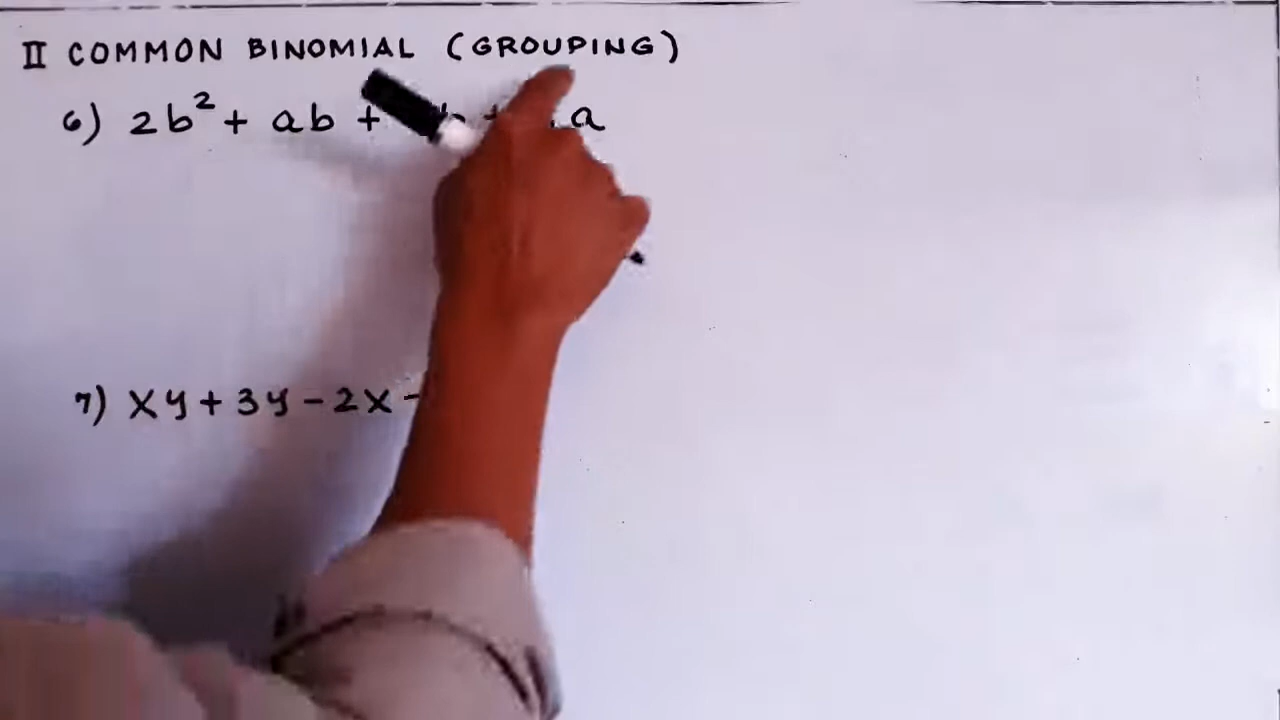 II COMMON BINOMIAL (GROUPING)
6) 2b² + ab + a
7) xy + 3y - 2x -